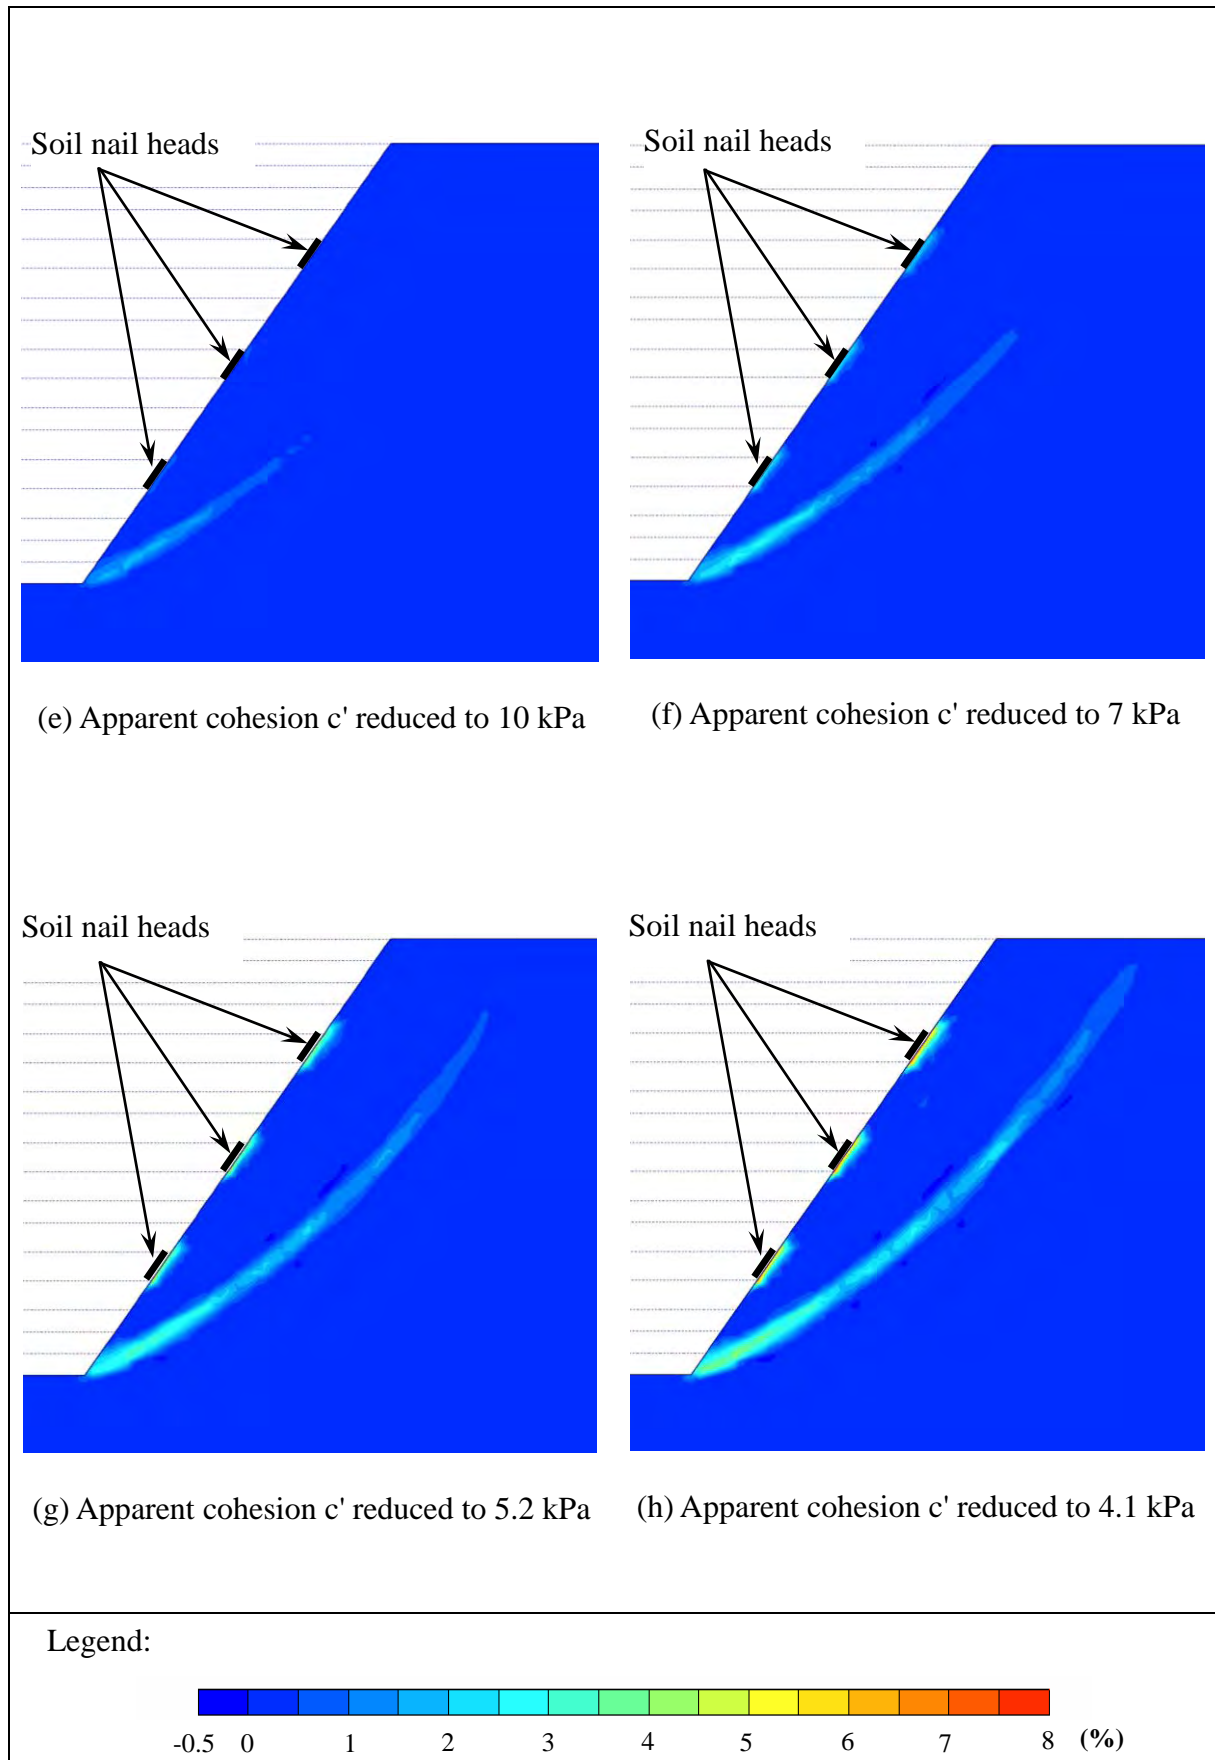 Soil nail heads
Soil nail heads
(e) Apparent cohesion c' reduced to 10 kPa
(f) Apparent cohesion c' reduced to 7 kPa
Soil nail heads
Soil nail heads
(g) Apparent cohesion c' reduced to 5.2 kPa
(h) Apparent cohesion c' reduced to 4.1 kPa
Legend:
-0.5 0 1 2 3 4 5 6 7 8 (%)